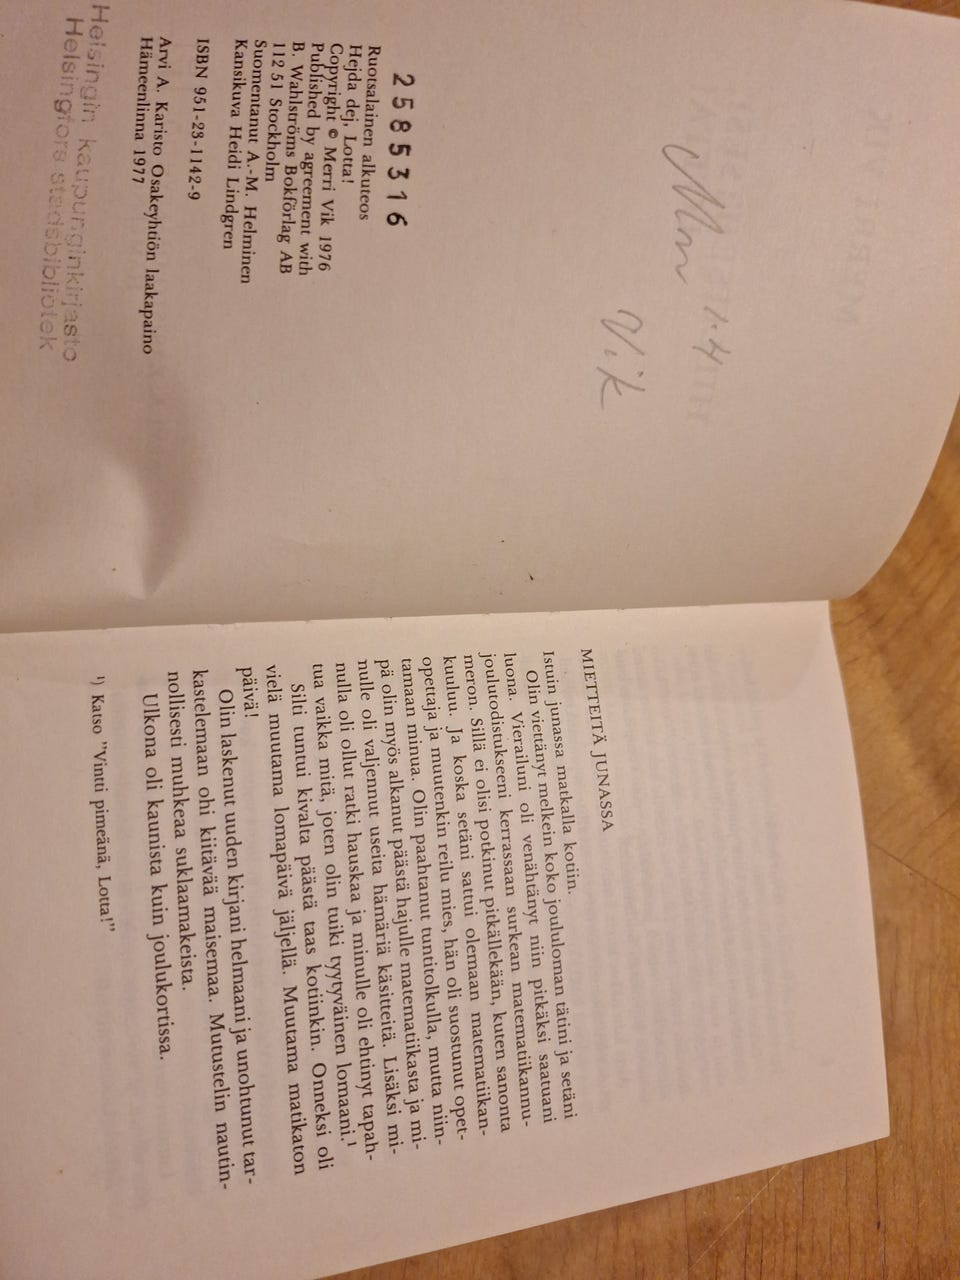 Vik
2585316
Ruotsalainen alkuteos
Hejda dej, Lotta!
Copyright © Merri Vik 1976
Published by agreement with
B. Wahlströms Bokförlag AB
112 51 Stockholm
Suomentanut A.-M. Helminen
Kansikuva Heidi Lindgren
ISBN 951-23-1142-9
Arvi A. Karisto Osakeyhtiön laakapaino
Hämeenlinna 1977
Helsingin kaupunginkirjasto
Helsingfors stadsbibliotek
MIETTEITÄ JUNASSA
Istuin junassa matkalla kotiin.
Olin viettänyt melkein koko joululoman tätini ja setäni
luona. Vierailuni oli venähtänyt niin pitkäksi saatuani
joulutodistukseeni kerrassaan surkean matematiikannu-
meron. Sillä ei olisi potkinut pitkällekään, kuten sanonta
kuuluu. Ja koska setäni sattui olemaan matematiikan-
opettaja ja muutenkin reilu mies, hän oli suostunut opet-
tamaan minua. Olin paahtanut tuntitolkulla, mutta niin-
pä olin myös alkanut päästä hajulle matematiikasta ja mi-
nulle oli valjennut useita hämäriä käsitteitä. Lisäksi mi-
nulla oli ollut ratki hauskaa ja minulle oli ehtinyt tapah-
tua vaikka mitä, joten olin tuiki tyytyväinen lomaani.¹
Silti tuntui kivalta päästä taas kotiinkin. Onneksi oli
vielä muutama lomapäivä jäljellä. Muutama matikaton
päivä!
Olin laskenut uuden kirjani helmaani ja unohtunut tar-
kastelemaan ohi kiitävää maisemaa. Mutustelin nautin-
nollisesti muhkeaa suklaamakeista.
Ulkona oli kaunista kuin joulukortissa.
¹) Katso "Vintti pimeänä, Lotta!"